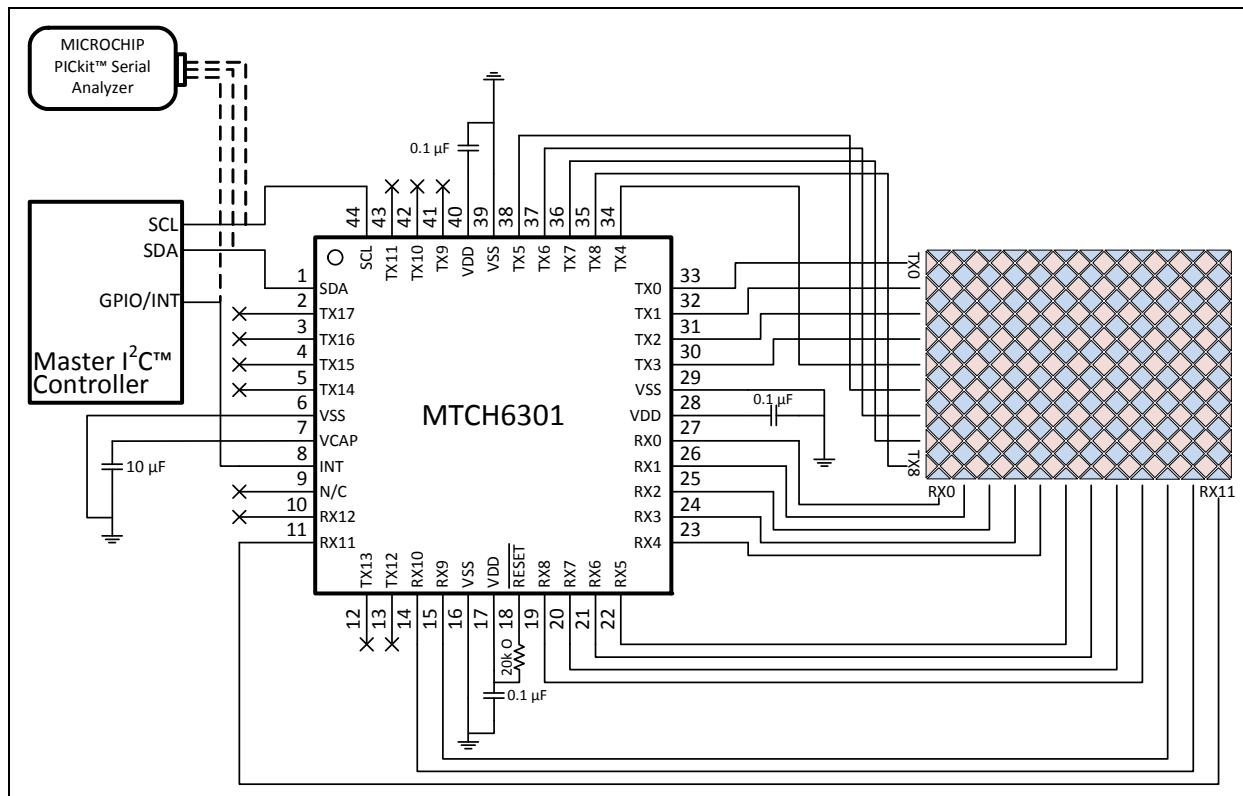 MICROCHIP
PICkit™ Serial
Analyzer
SCL
SDA
GPIO/INT
Master I²C™
Controller
0.1 µF
44
43
42
41
40
39
38
37
36
35
34
SCL
TX11
TX10
TX9
VDD
VSS
TX5
TX6
TX7
TX8
TX4
1
SDA
2
TX17
3
TX16
4
TX15
5
TX14
6
VSS
7
VCAP
8
INT
9
N/C
10
RX12
11
RX11
10 µF
MTCH6301
33
TX0
32
TX1
31
TX2
30
TX3
29
VSS
28
VDD
27
RX0
26
RX1
25
RX2
24
RX3
23
RX4
0.1 µF
TX0
TX8
RX0
RX11
TX13
TX12
RX10
RX9
VSS
VDD
RESET
RX8
RX7
RX6
RX5
12
13
14
15
16
17
18
19
20
21
22
20k Ω
0.1 µF